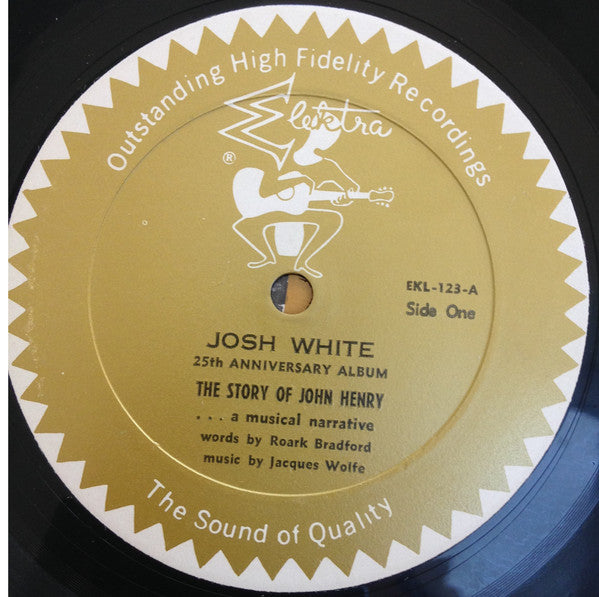 Outstanding High Fidelity Recordings
Elektra
®
EKL-123-A
Side One
JOSH WHITE
25th ANNIVERSARY ALBUM
THE STORY OF JOHN HENRY
. . . a musical narrative
words by Roark Bradford
music by Jacques Wolfe
The Sound of Quality